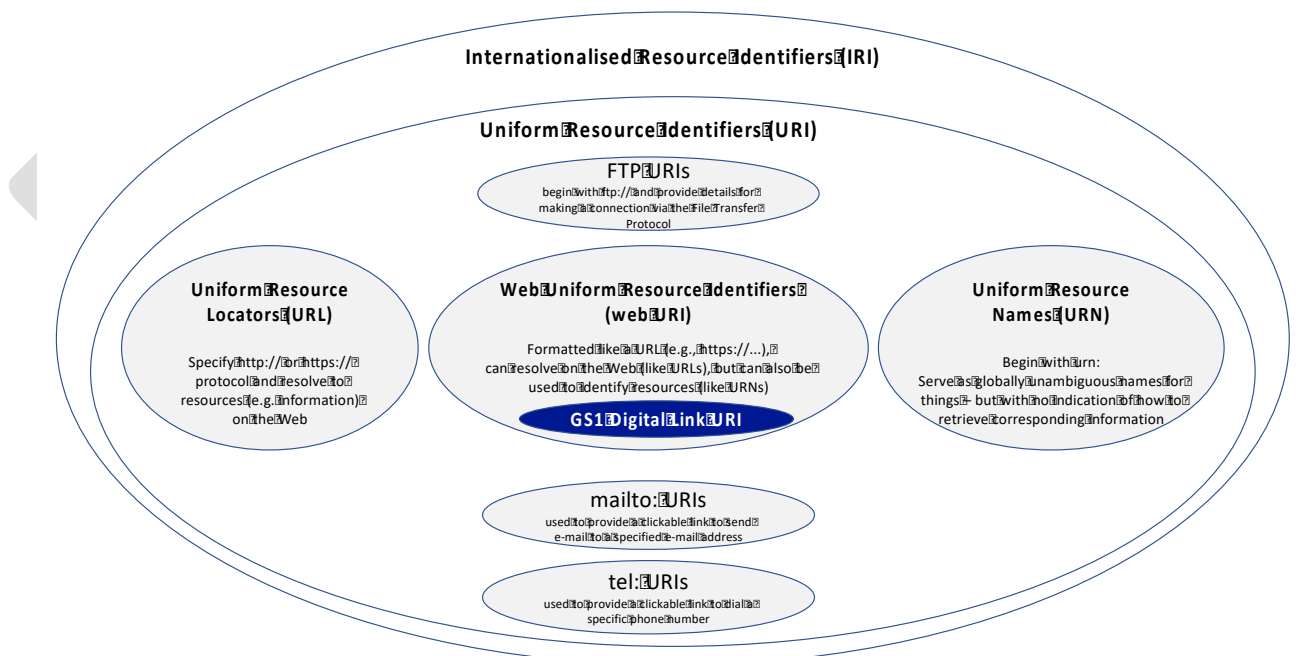 Internationalised Resource Identifiers (IRI)
Uniform Resource Identifiers (URI)
FTP URIs
begin with ftp:// and provide details for
making a connection via the File Transfer
Protocol
Uniform Resource
Locators (URL)
Specify http:// or https://
protocol and resolve to
resources (e.g. information)
on the Web
Web Uniform Resource Identifiers
(web URI)
Formatted like a URL (e.g., https://...),
can resolve on the Web (like URLs), but can also be
used to identify resources (like URNs)
GS1 Digital Link URI
Uniform Resource
Names (URN)
Begin with urn:
Serve as globally unambiguous names for
things – but with no indication of how to
retrieve corresponding information
mailto: URIs
used to provide a clickable link to send
e-mail to a specified e-mail address
tel: URIs
used to provide a clickable link to dial a
specific phone number